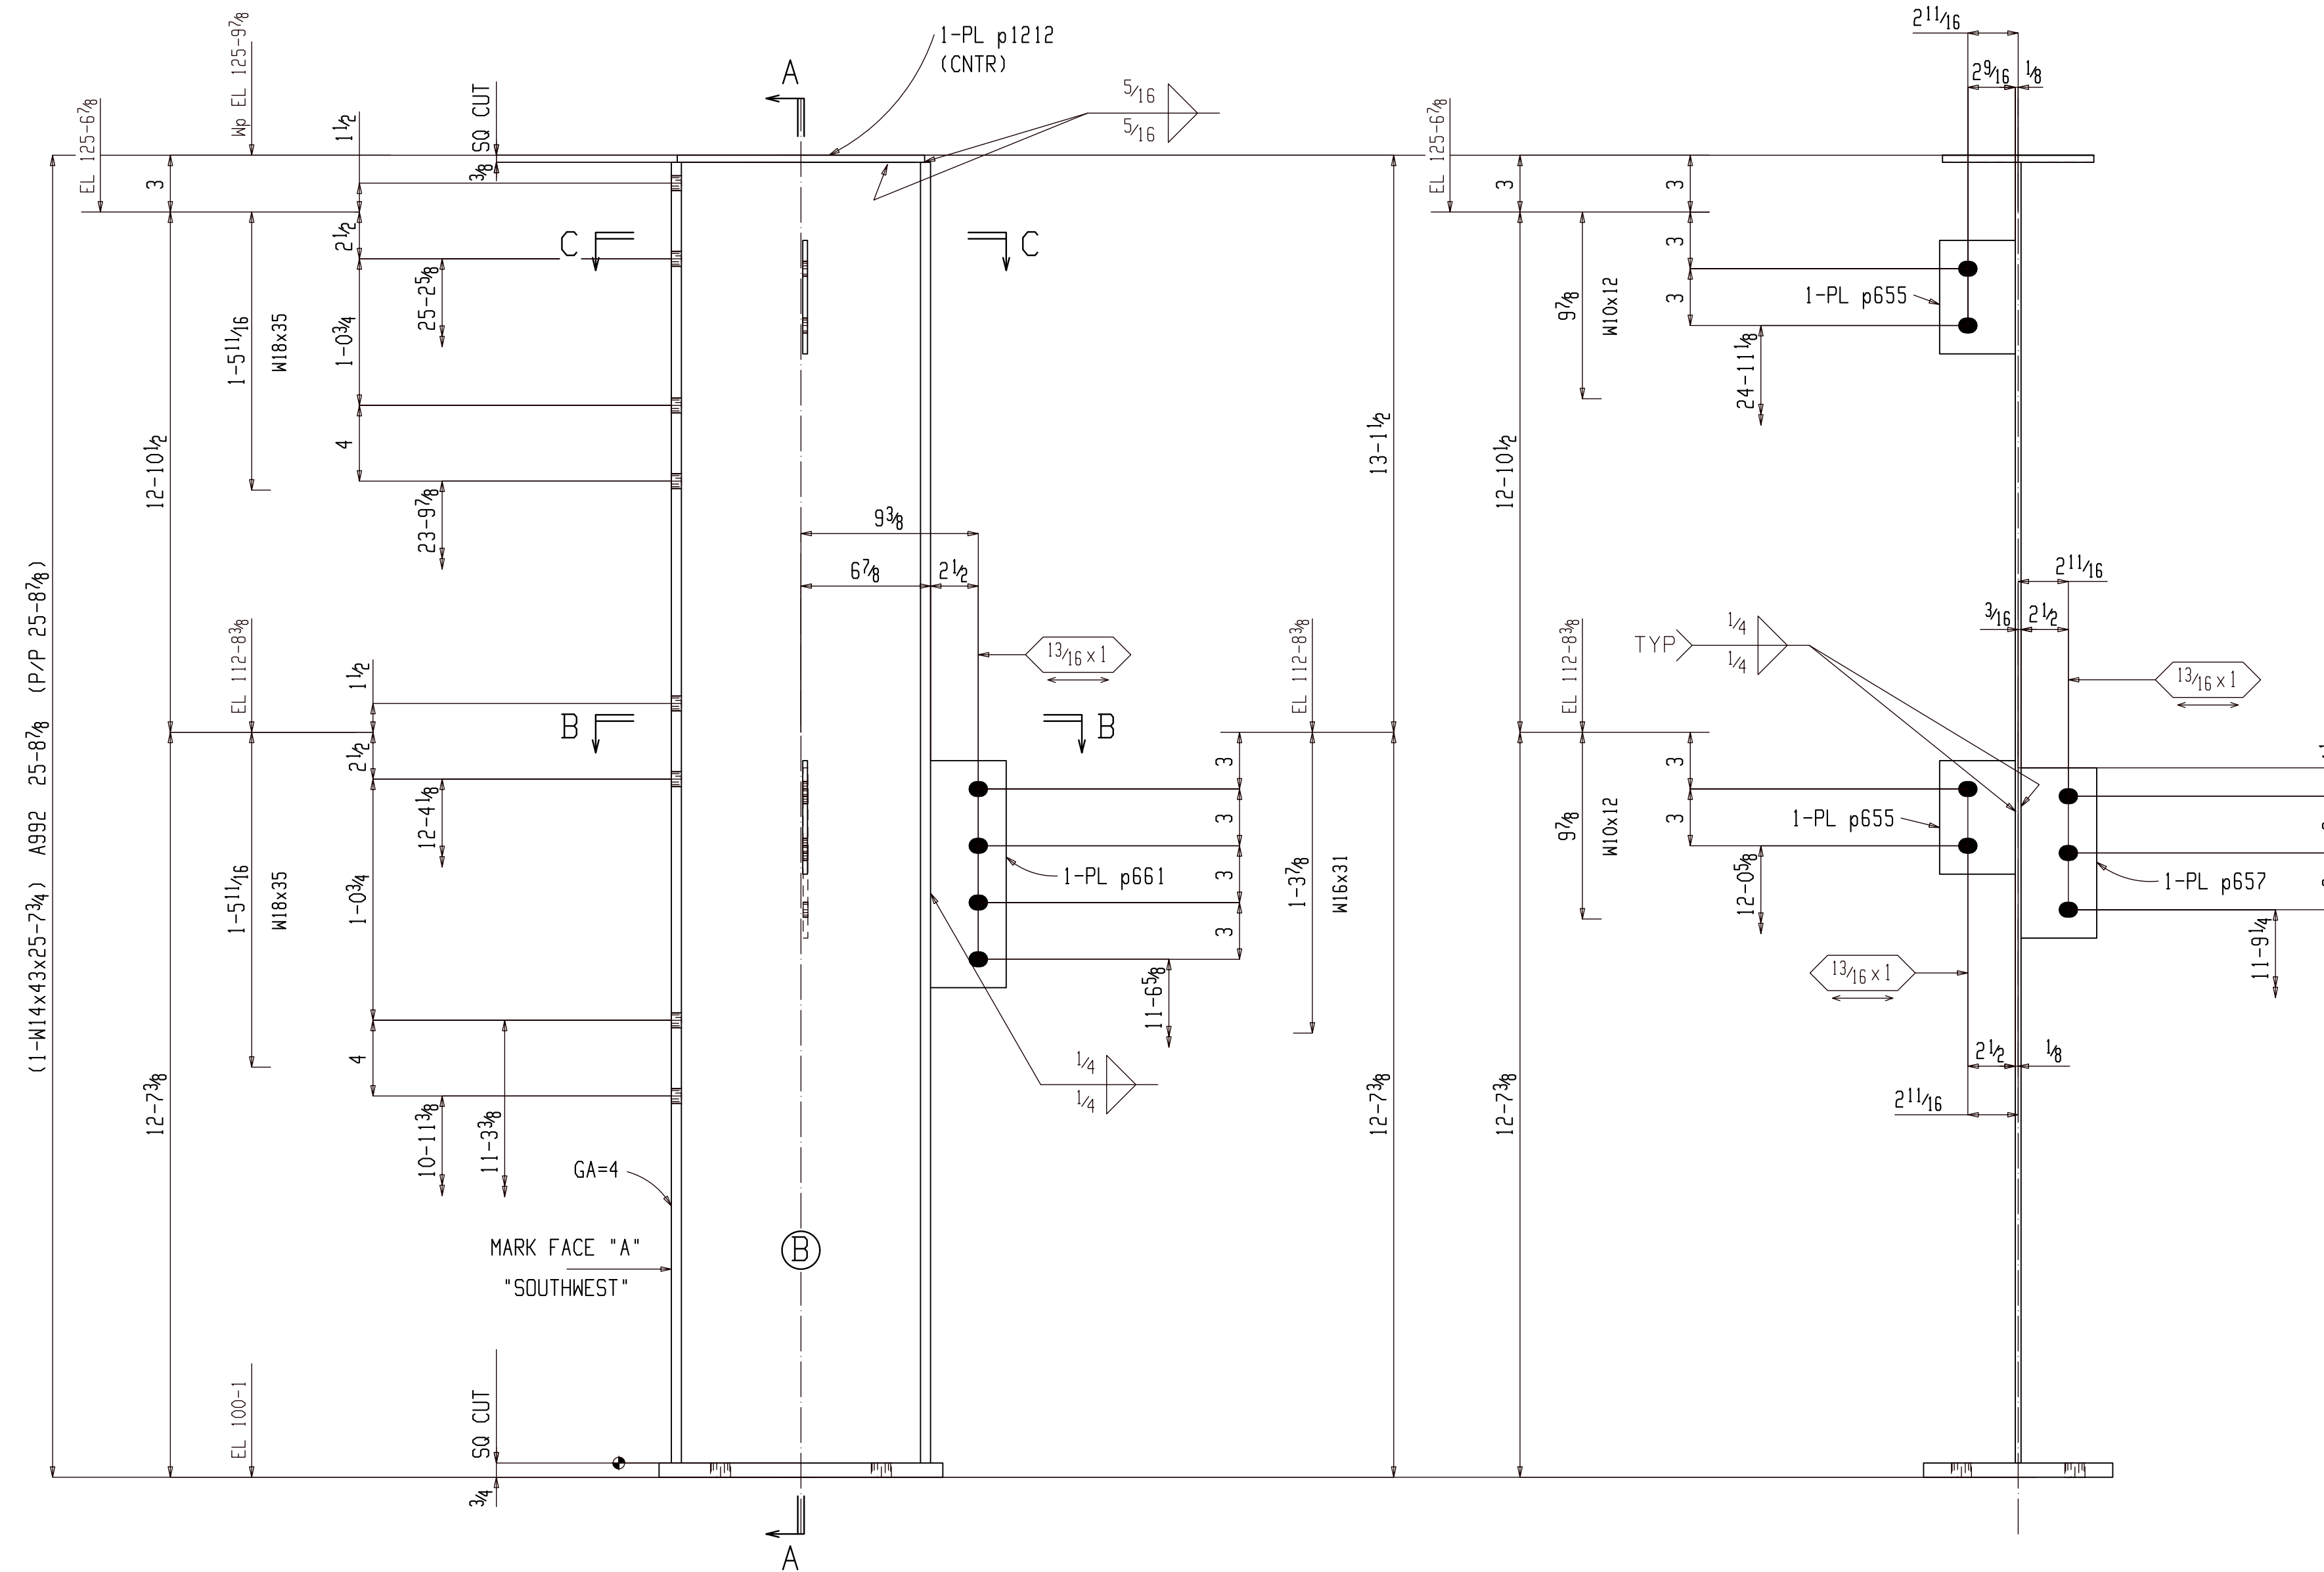 2 11/16
2 9/16
1/8
1-PL p1212
(CNTR)
A
5/16
5/16
Wp EL 125-9 7/8
EL 125-6 7/8
SQ CUT
3/8
1 1/2
3
2 1/2
C
C
25-2 5/8
1-0 3/4
1-5 11/16
W18x35
4
12-10 1/2
23-9 7/8
13-1 1/2
EL 125-6 7/8
3
3
3
3
9 7/8
W10x12
1-PL p655
24-11 1/8
12-10 1/2
9 3/8
6 7/8
2 1/2
13/16 x 1
(1-W14x43x25-7 3/4) A992 25-8 7/8 (P/P 25-8 7/8)
EL 112-8 3/8
1 1/2
2 1/2
B
B
12-4 1/8
1-0 3/4
1-5 11/16
W18x35
4
12-7 3/8
10-11 3/8
11-3 3/8
EL 112-8 3/8
3
3
3
3
1-PL p661
1-3 7/8
W16x31
11-6 5/8
1/4
1/4
12-7 3/8
EL 112-8 3/8
TYP
1/4
1/4
2 11/16
3/16
2 1/2
13/16 x 1
3
3
9 7/8
W10x12
1-PL p655
12-0 5/8
1-PL p657
11-9 1/4
13/16 x 1
2 1/2
1/8
2 11/16
12-7 3/8
GA=4
MARK FACE "A"
"SOUTHWEST"
B
EL 100-1
SQ CUT
3/4
A